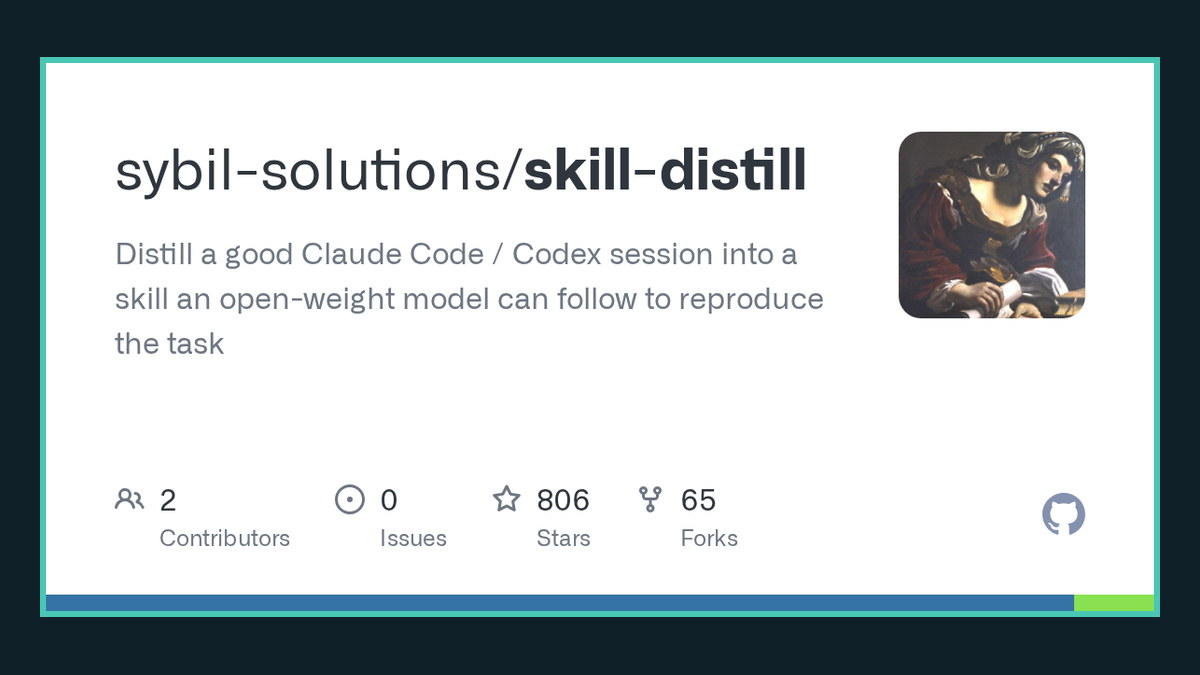 sybil-solutions/skill-distill
Distill a good Claude Code / Codex session into a
skill an open-weight model can follow to reproduce
the task
2
Contributors
0
Issues
806
Stars
65
Forks